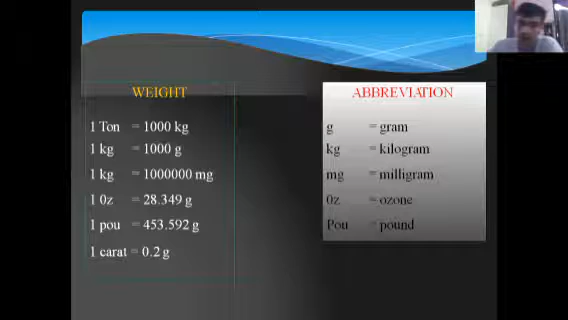 WEIGHT
1 Ton = 1000 kg
1 kg = 1000 g
1 kg = 1000000 mg
1 0z = 28.349 g
1 pou = 453.592 g
1 carat = 0.2 g
ABBREVIATION
g = gram
kg = kilogram
mg = milligram
0z = ozone
Pou = pound